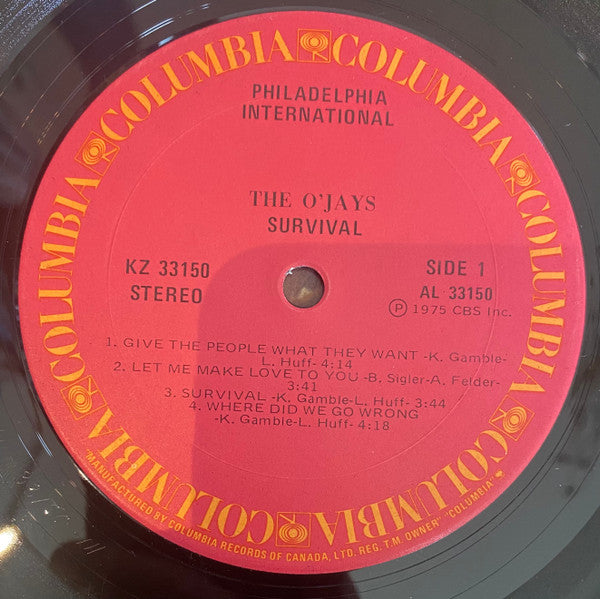 COLUMBIA COLUMBIA COLUMBIA COLUMBIA COLUMBIA COLUMBIA
PHILADELPHIA
INTERNATIONAL
THE O'JAYS
SURVIVAL
KZ 33150
STEREO
SIDE 1
AL 33150
Ⓟ 1975 CBS Inc.
1. GIVE THE PEOPLE WHAT THEY WANT -K. Gamble-
L. Huff- 4:14
2. LET ME MAKE LOVE TO YOU -B. Sigler-A. Felder-
3:41
3. SURVIVAL -K. Gamble-L. Huff- 3:44
4. WHERE DID WE GO WRONG
-K. Gamble-L. Huff- 4:18
"MANUFACTURED BY COLUMBIA RECORDS OF CANADA, LTD. REG. T.M. OWNER" "COLUMBIA"